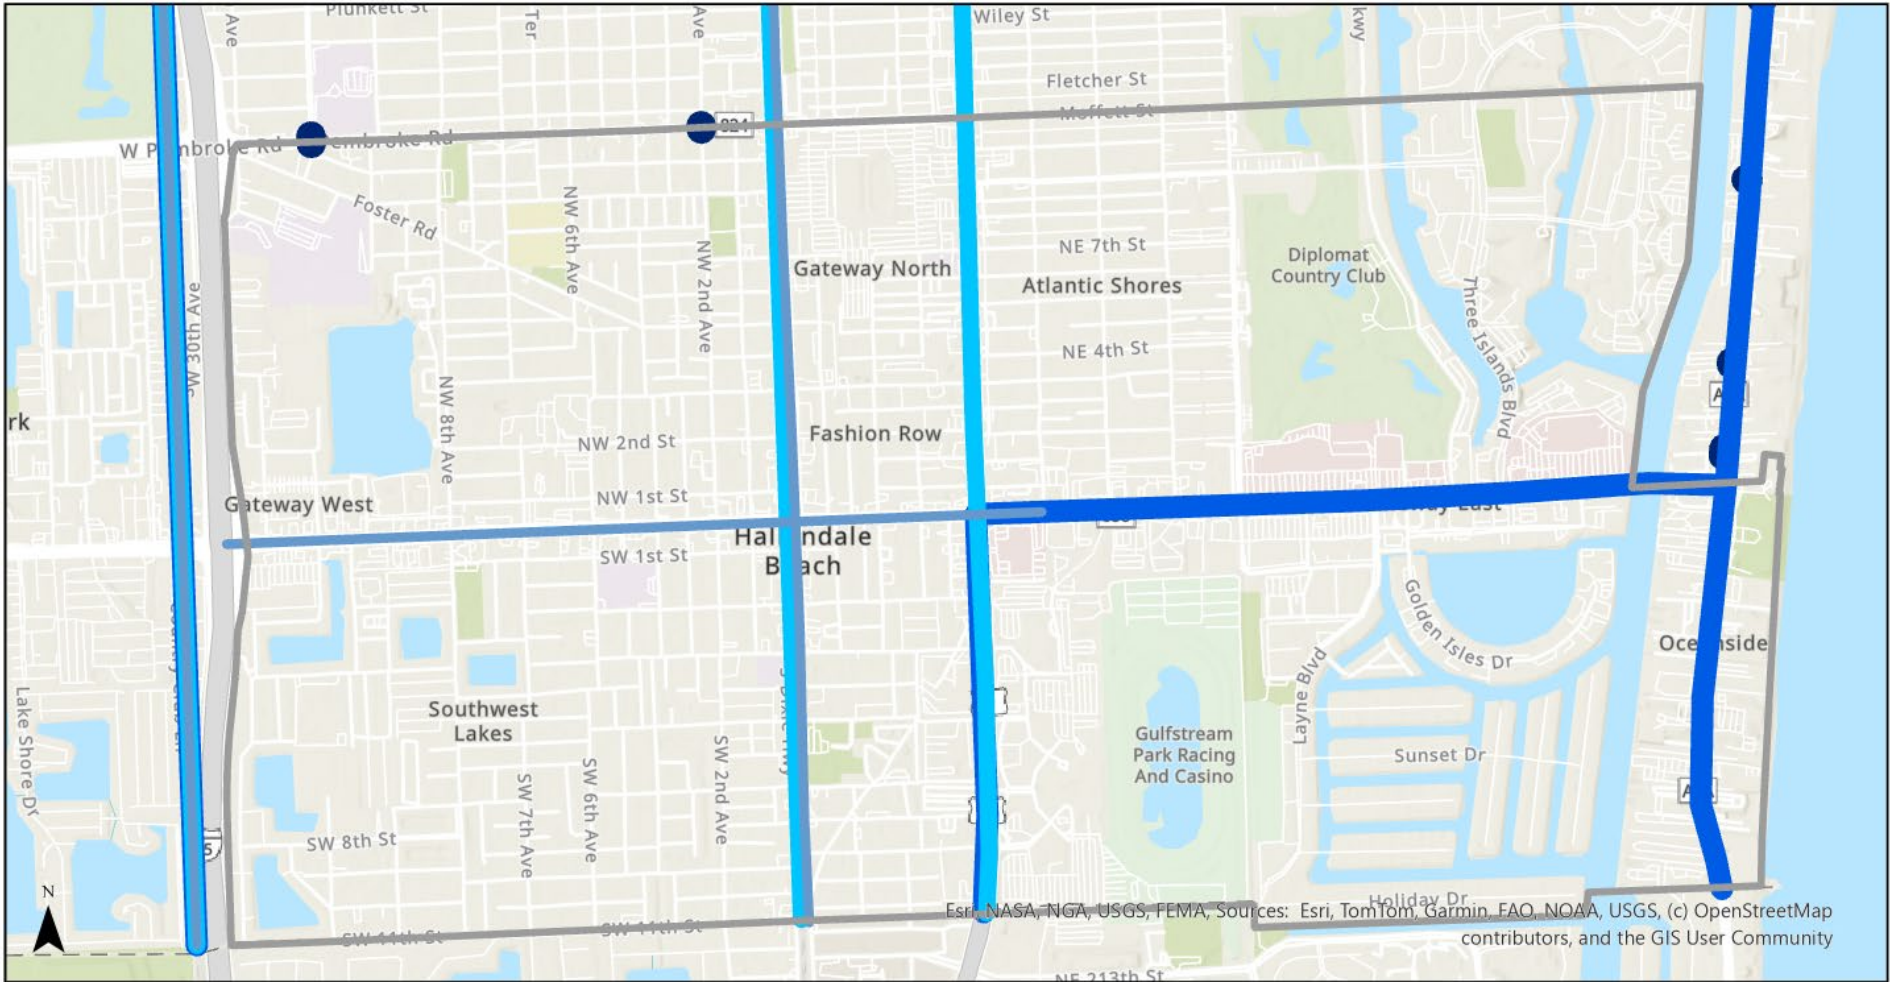 Plunkett St
Ave
Ter
Ave
Wiley St
kwy
Fletcher St
Moffett St
824
W Pembroke Rd
Pembroke Rd
Foster Rd
NW 6th Ave
NW 2nd Ave
Gateway North
NE 7th St
Atlantic Shores
Diplomat
Country Club
Three Islands Blvd
SW 30th Ave
NE 4th St
NW 8th Ave
rk
NW 2nd St
Fashion Row
Gateway West
NW 1st St
East
Hallandale
Beach
SW 1st St
Golden Isles Dr
Oceanside
Layne Blvd
Lake Shore Dr
Southwest
Lakes
Gulfstream
Park Racing
And Casino
Sunset Dr
SW 7th Ave
SW 6th Ave
SW 2nd Ave
SW 8th St
5
N
Holiday Dr
SW 11th St
SW 11th St
Esri, NASA, NGA, USGS, FEMA, Sources: Esri, TomTom, Garmin, FAO, NOAA, USGS, (c) OpenStreetMap
contributors, and the GIS User Community
NE 213th St